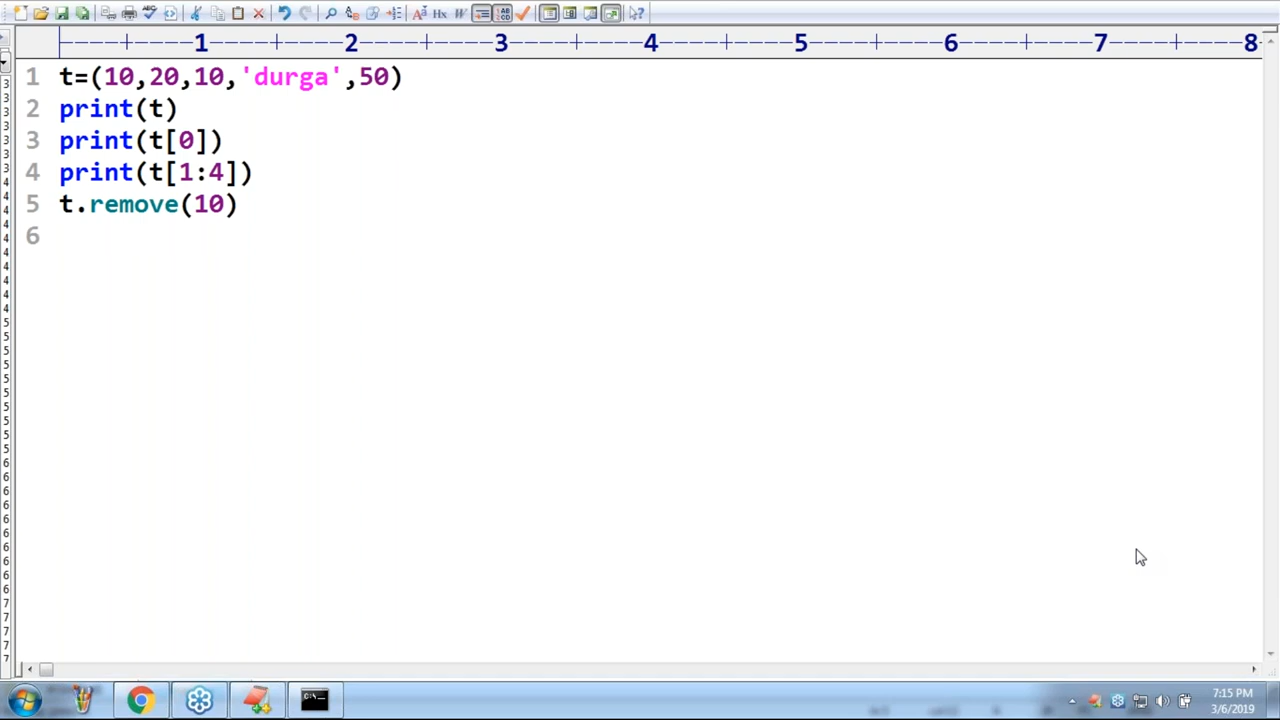 1 2 3 4 5 6 7 8
1 t=(10,20,10,'durga',50)
2 print(t)
3 print(t[0])
4 print(t[1:4])
5 t.remove(10)
6
7:15 PM
3/6/2019